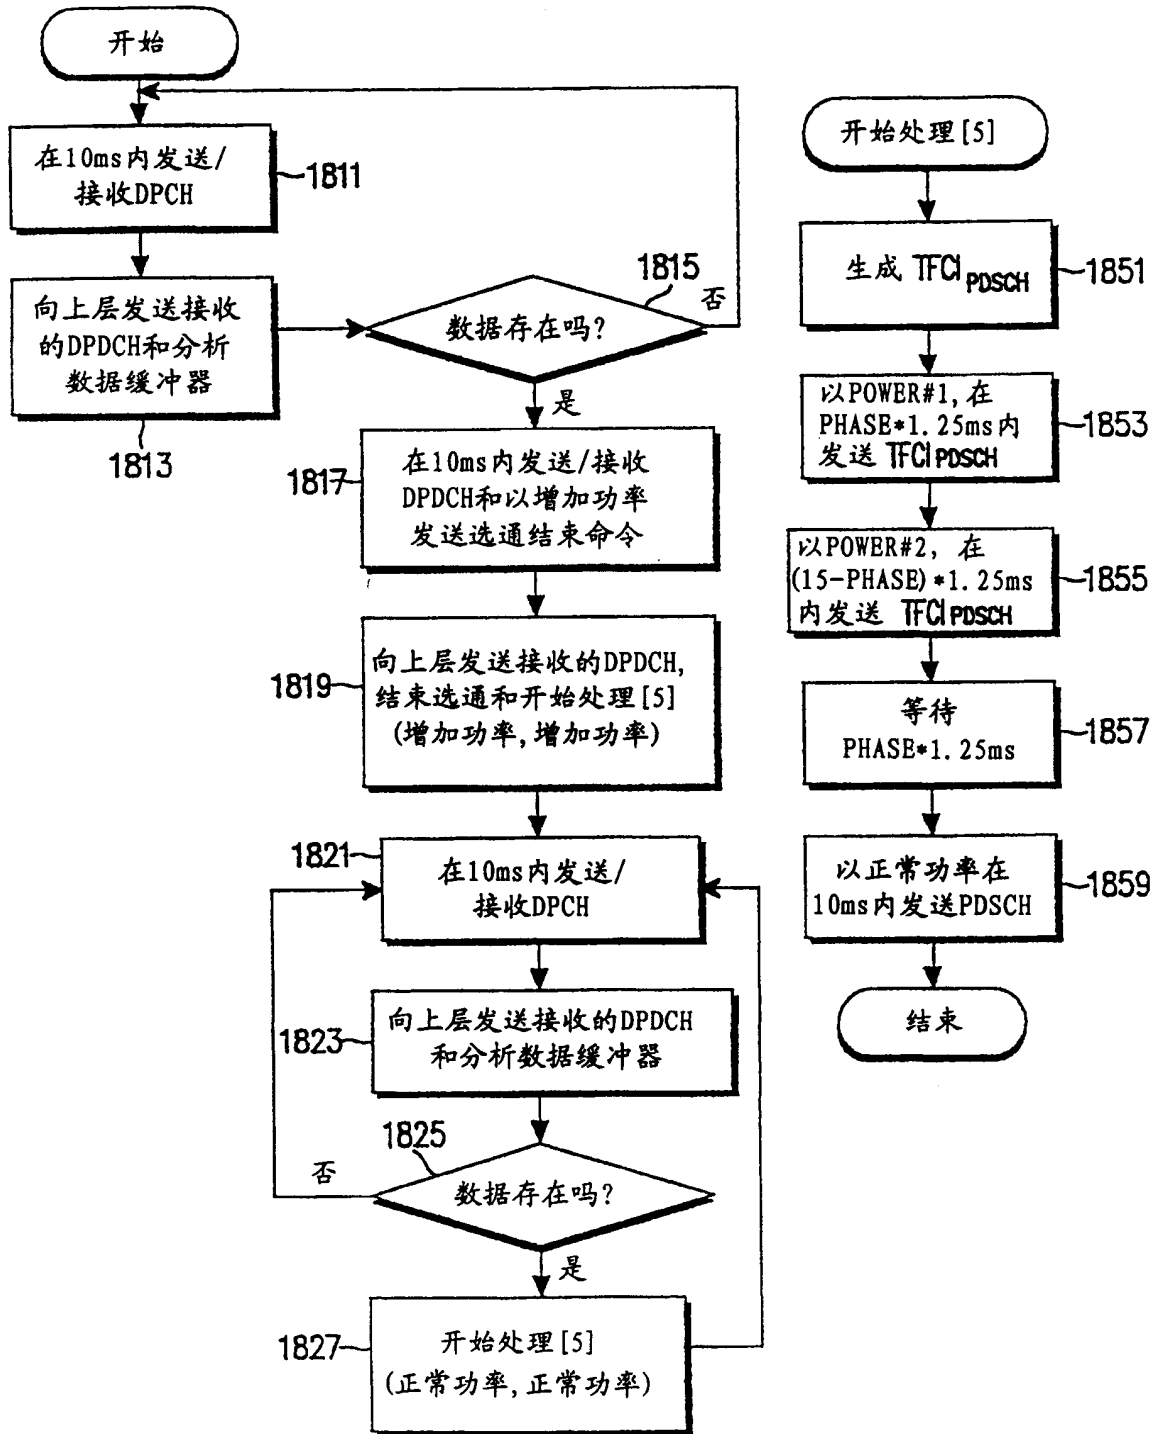 开始
在10ms内发送/
接收DPCH
1811
向上层发送接收
的DPDCH和分析
数据缓冲器
1813
数据存在吗?
1815
否
是
在10ms内发送/接收
DPDCH和以增加功率
发送选通结束命令
1817
向上层发送接收的DPDCH,
结束选通和开始处理[5]
(增加功率,增加功率)
1819
在10ms内发送/
接收DPCH
1821
向上层发送接收的DPDCH
和分析数据缓冲器
1823
1825
数据存在吗?
否
是
开始处理[5]
(正常功率,正常功率)
1827
开始处理[5]
生成 TFCI PDSCH
1851
以POWER#1,在
PHASE*1.25ms内
发送 TFCI PDSCH
1853
以POWER#2, 在
(15-PHASE)*1.25ms
内发送 TFCI PDSCH
1855
等待
PHASE*1.25ms
1857
以正常功率在
10ms内发送PDSCH
1859
结束